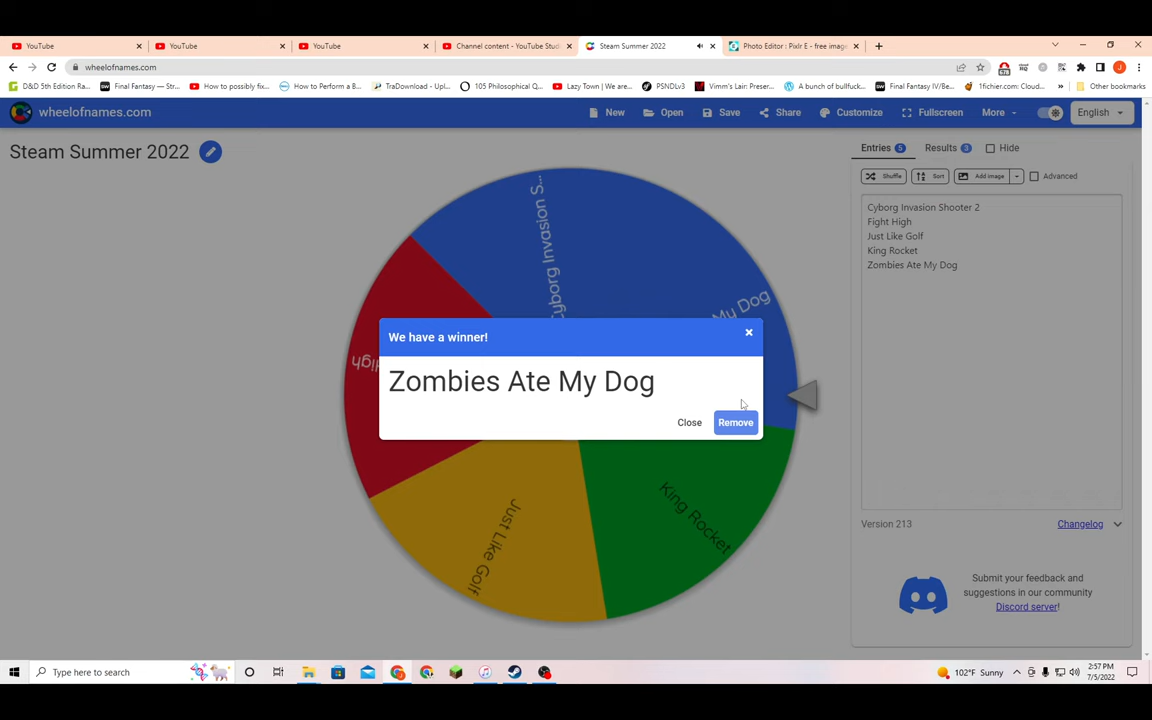 YouTube
YouTube
YouTube
Channel content - YouTube Stud
Steam Summer 2022
Photo Editor : Pixlr E - free imag
wheelofnames.com
D&D 5th Edition Ra...
Final Fantasy — St...
How to possibly fix...
How to Perform a B...
TraDownload - Upl...
105 Philosophical Q...
Lazy Town | We are...
PSNDLv3
Vimm's Lair: Preser...
A bunch of bullfuck...
Final Fantasy IV/Be...
1fichier.com: Cloud...
»
Other bookmarks
wheelofnames.com
New
Open
Save
Share
Customize
Fullscreen
More
English
Steam Summer 2022
Entries 5
Results 3
Hide
Shuffle
Sort
Add image
Advanced
Cyborg Invasion Shooter 2
Fight High
Just Like Golf
King Rocket
Zombies Ate My Dog
Cyborg Invasion S...
My Dog
High
We have a winner!
Zombies Ate My Dog
Close
Remove
King Rocket
Just Like Golf
Version 213
Changelog
Submit your feedback and
suggestions in our community
Discord server!
Type here to search
102°F Sunny
2:57 PM
7/5/2022